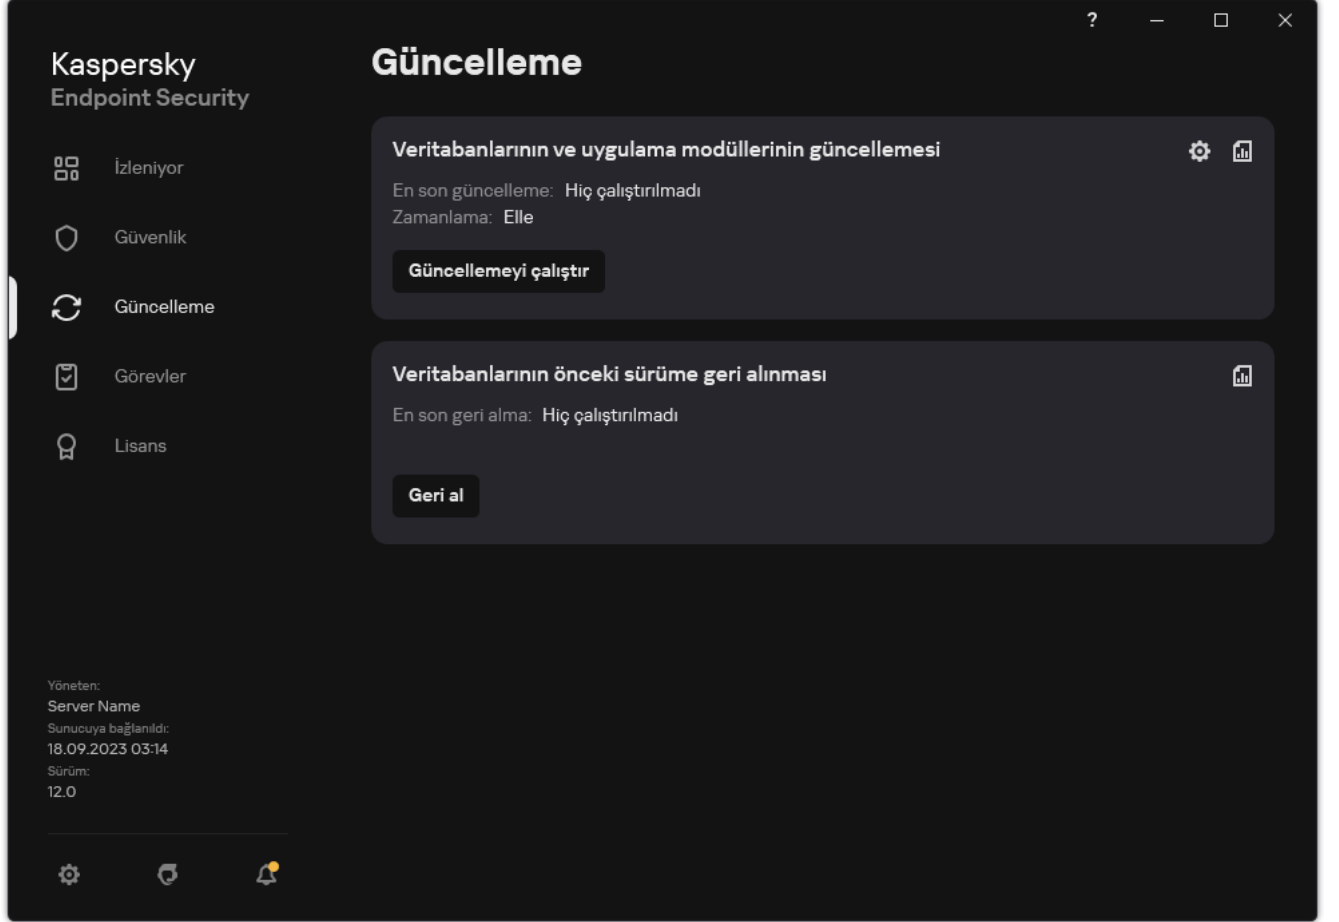 ?
Kaspersky
Endpoint Security
İzleniyor
Güvenlik
Güncelleme
Görevler
Lisans
Yöneten:
Server Name
Sunucuya bağlanıldı:
18.09.2023 03:14
Sürüm:
12.0
Güncelleme
Veritabanlarının ve uygulama modüllerinin güncellemesi
En son güncelleme: Hiç çalıştırılmadı
Zamanlama: Elle
Güncellemeyi çalıştır
Veritabanlarının önceki sürüme geri alınması
En son geri alma: Hiç çalıştırılmadı
Geri al